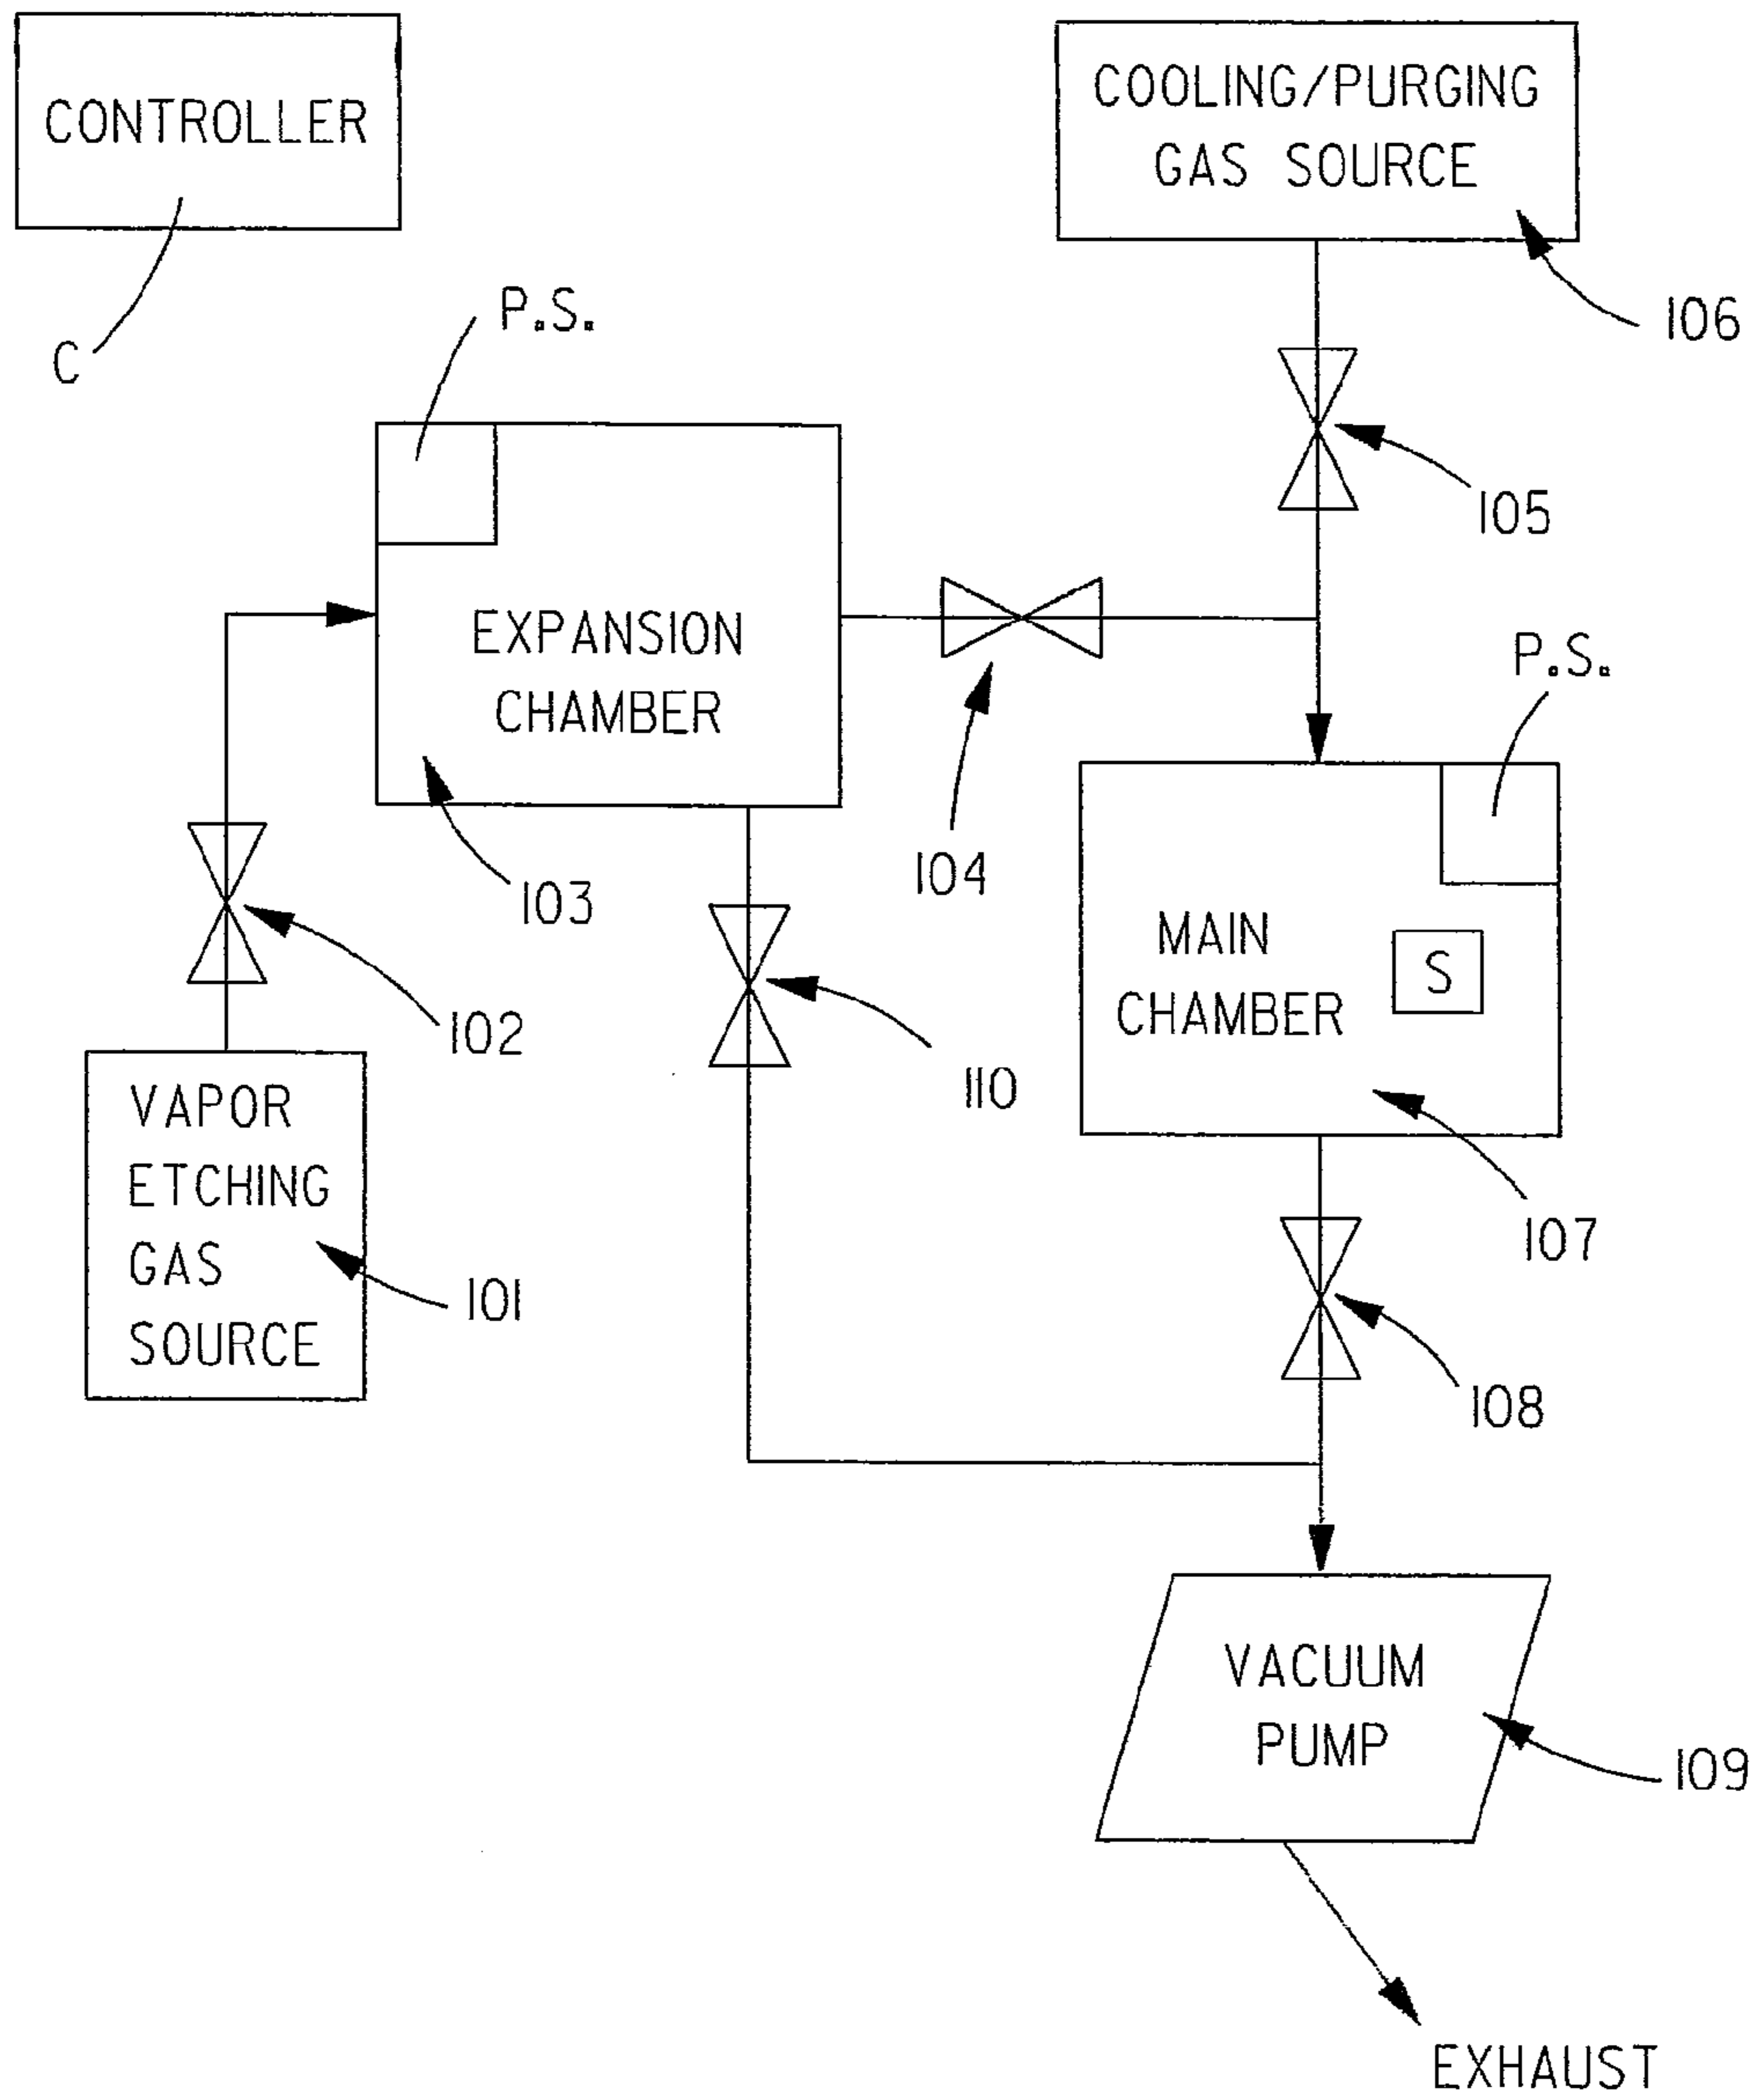 CONTROLLER
C
COOLING/PURGING
GAS SOURCE
106
P.S.
105
EXPANSION
CHAMBER
103
104
P.S.
102
VAPOR
ETCHING
GAS
SOURCE
101
110
MAIN
CHAMBER
S
107
108
VACUUM
PUMP
109
EXHAUST